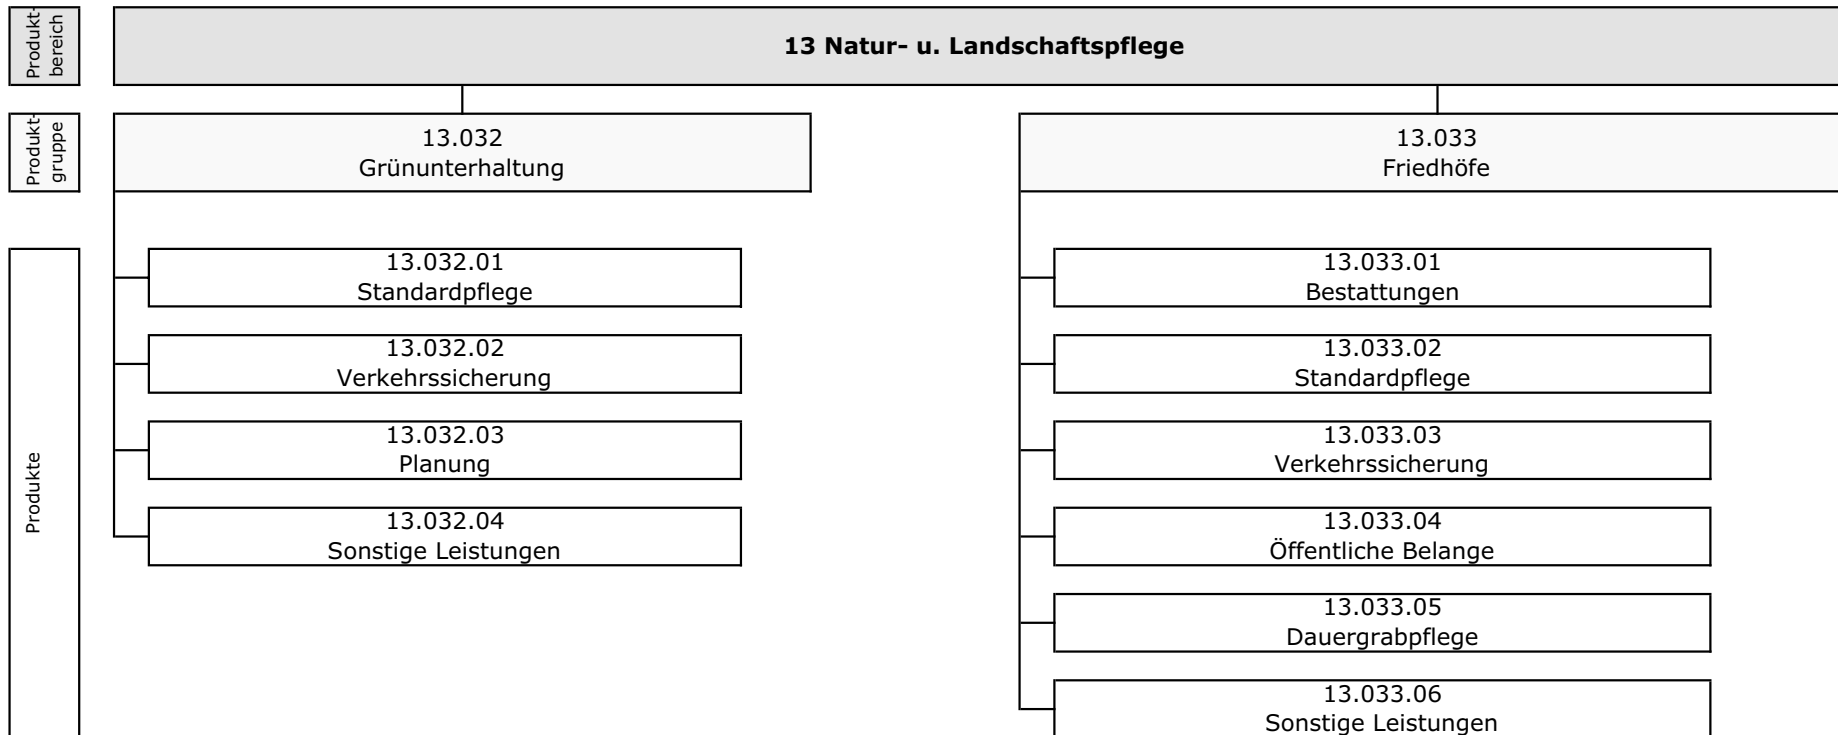 Produkt-
bereich
13 Natur- u. Landschaftspflege
Produkt-
gruppe
13.032
Grünunterhaltung
13.033
Friedhöfe
Produkte
13.032.01
Standardpflege
13.032.02
Verkehrssicherung
13.032.03
Planung
13.032.04
Sonstige Leistungen
13.033.01
Bestattungen
13.033.02
Standardpflege
13.033.03
Verkehrssicherung
13.033.04
Öffentliche Belange
13.033.05
Dauergrabpflege
13.033.06
Sonstige Leistungen